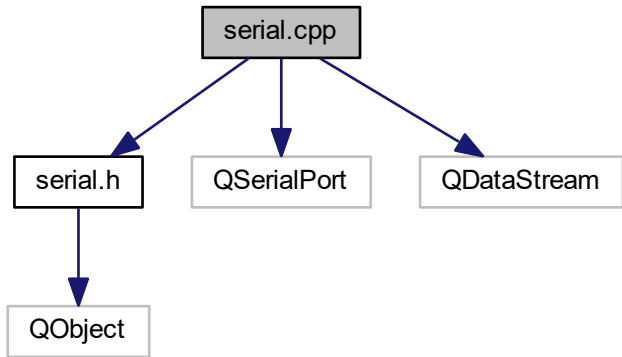 serial.cpp
serial.h
QSerialPort
QDataStream
QObject